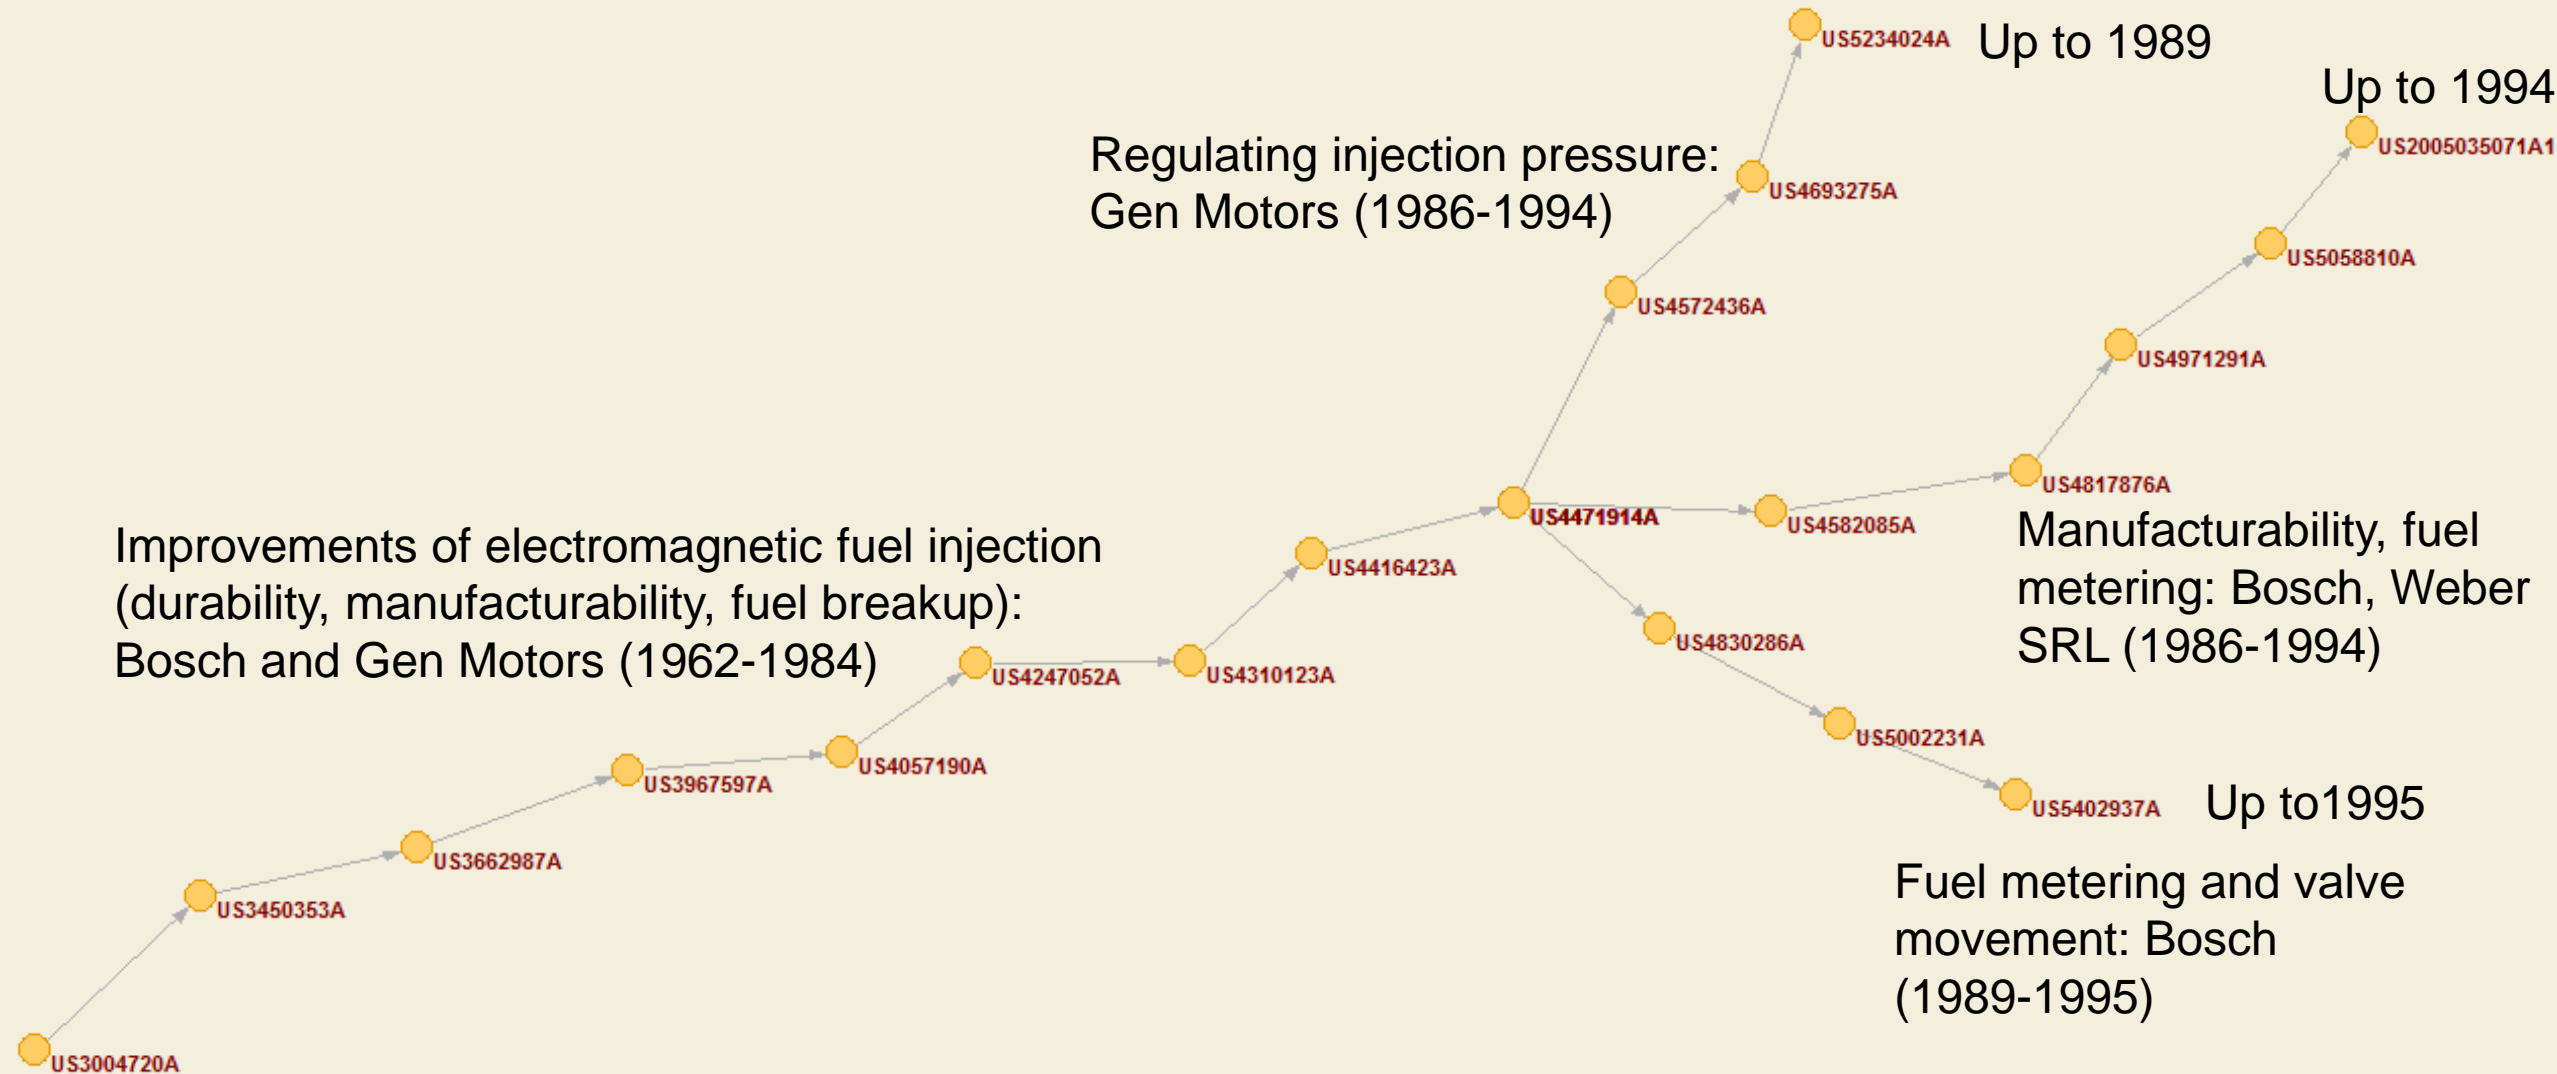 US5234024A
Up to 1989
Up to 1994
US2005035071A1
Regulating injection pressure:
Gen Motors (1986-1994)
US4693275A
US5058810A
US4572436A
US4971291A
US4817876A
US4471914A
US4582085A
Manufacturability, fuel
metering: Bosch, Weber
SRL (1986-1994)
Improvements of electromagnetic fuel injection
(durability, manufacturability, fuel breakup):
Bosch and Gen Motors (1962-1984)
US4416423A
US4830286A
US4247052A
US4310123A
US5002231A
US3967597A
US4057190A
US5402937A
Up to1995
US3662987A
US3450353A
Fuel metering and valve
movement: Bosch
(1989-1995)
US3004720A